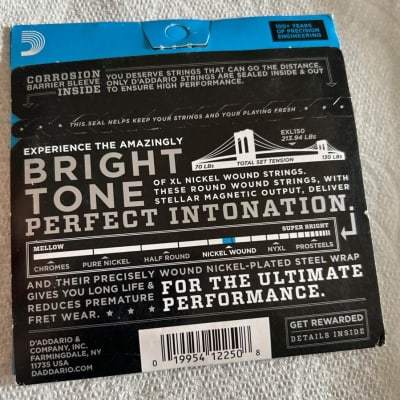 100+ YEARS
OF PRECISION
ENGINEERING
CORROSION
BARRIER SLEEVE
INSIDE
YOU DESERVE STRINGS THAT CAN GO THE DISTANCE.
ONLY D'ADDARIO STRINGS ARE SEALED INSIDE & OUT
TO ENSURE HIGH PERFORMANCE.
THIS SEAL HELPS KEEP YOUR STRINGS AND YOUR PLAYING FRESH
EXPERIENCE THE AMAZINGLY
BRIGHT
TONE
EXL150
213.94 LBs
70 LBs
TOTAL SET TENSION
130 LBs
OF XL NICKEL WOUND STRINGS.
THESE ROUND WOUND STRINGS, WITH
STELLAR MAGNETIC OUTPUT, DELIVER
PERFECT INTONATION.
MELLOW
SUPER BRIGHT
CHROMES
PURE NICKEL
HALF ROUND
NICKEL WOUND
NYXL
PROSTEELS
AND THEIR PRECISELY WOUND NICKEL-PLATED STEEL WRAP
GIVES YOU LONG LIFE &
REDUCES PREMATURE
FRET WEAR.
FOR THE ULTIMATE
PERFORMANCE.
D'ADDARIO &
COMPANY, INC.
FARMINGDALE, NY
11735 USA
DADDARIO.COM
0 19954 12250 8
GET REWARDED
DETAILS INSIDE